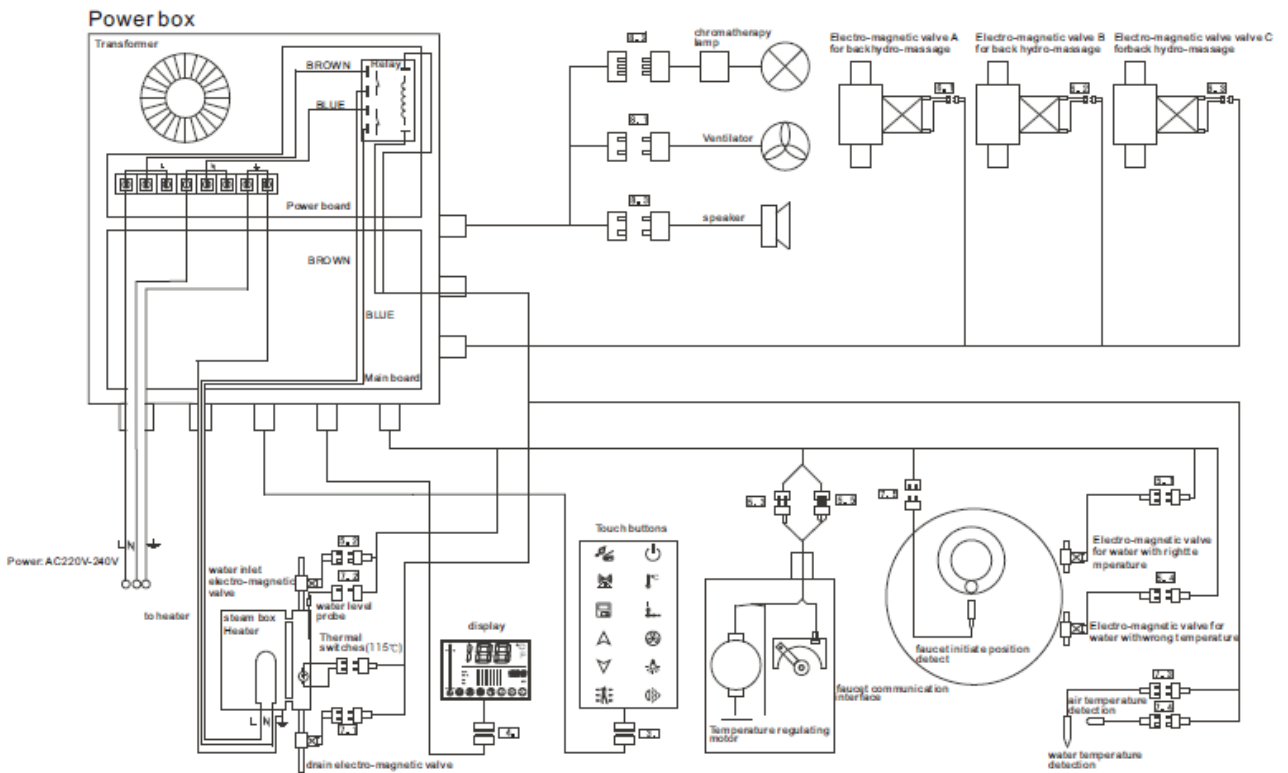 Power box
Transformer
BROWN
Relay
BLUE
L
N
Power board
BROWN
BLUE
Main board
chromatherapy
lamp
Ventilator
speaker
Electro-magnetic valve A
for backhydro-massage
Electro-magnetic valve B
for back hydro-massage
Electro-magnetic valve valve C
forback hydro-massage
L N
Power: AC220V-240V
to heater
water inlet
electro-magnetic
valve
water level
probe
steam box
Heater
Thermal
switches(115℃)
L N
drain electro-magnetic valve
display
Touch buttons
Temperature regulating
motor
faucet communication
interface
faucet initiate position
detect
Electro-magnetic valve
for water with rightte
mperature
Electro-magnetic valve for
water withwrong temperature
air temperature
detection
water temperature
detection